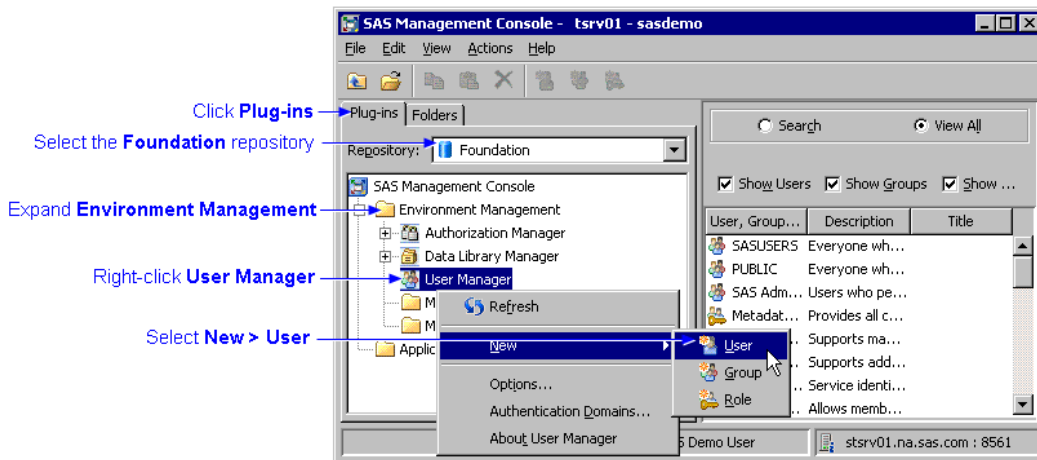 SAS Management Console - tsrv01 - sasdemo
File Edit View Actions Help
Click Plug-ins
Plug-ins Folders
Search View All
Select the Foundation repository
Repository: Foundation
SAS Management Console
Show Users Show Groups Show ...
Expand Environment Management
Environment Management
User, Group... Description Title
Authorization Manager
SASUSERS Everyone wh...
Data Library Manager
PUBLIC Everyone wh...
Right-click User Manager
User Manager
SAS Adm... Users who pe...
M
Refresh
Metadat... Provides all c...
M
Select New > User
New
User
Supports ma...
Applic
Group
Supports add...
Options...
Service identi...
Authentication Domains...
Role
Allows memb...
About User Manager
Demo User
stsrv01.na.sas.com : 8561